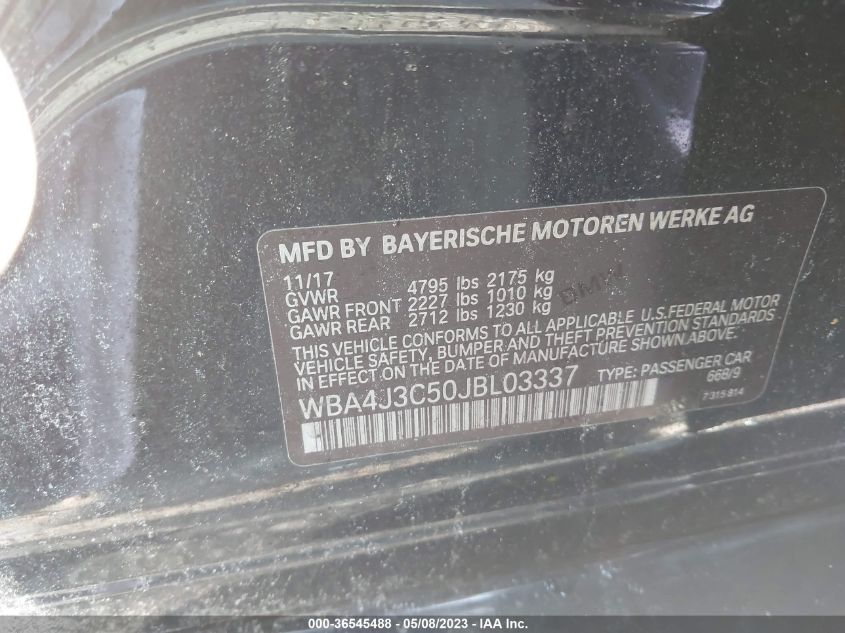 MFD BY BAYERISCHE MOTOREN WERKE AG
11/17
GVWR 4795 lbs 2175 kg
GAWR FRONT 2227 lbs 1010 kg
GAWR REAR 2712 lbs 1230 kg
BMW
THIS VEHICLE CONFORMS TO ALL APPLICABLE U.S.FEDERAL MOTOR
VEHICLE SAFETY, BUMPER AND THEFT PREVENTION STANDARDS
IN EFFECT ON THE DATE OF MANUFACTURE SHOWN ABOVE.
WBA4J3C50JBL03337 TYPE: PASSENGER CAR
668/9
7315814
000-36545488 - 05/08/2023 - © IAA Inc.